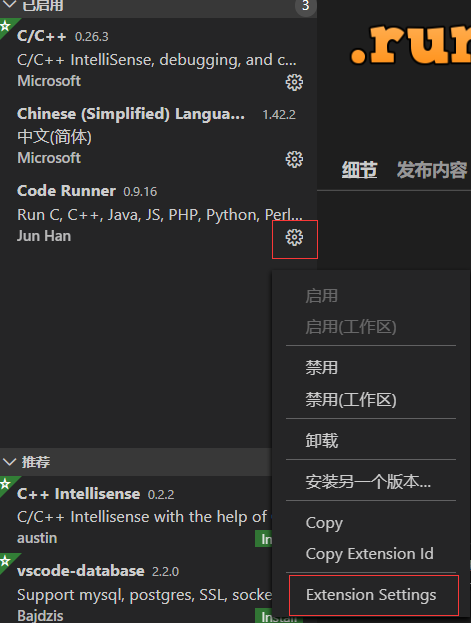 已启用 3
C/C++ 0.26.3
C/C++ IntelliSense, debugging, and c...
Microsoft
Chinese (Simplified) Langua... 1.42.2
中文(简体)
Microsoft
Code Runner 0.9.16
Run C, C++, Java, JS, PHP, Python, Perl...
Jun Han
.run
细节 发布内容
启用
启用(工作区)
禁用
禁用(工作区)
卸载
安装另一个版本...
Copy
Copy Extension Id
Extension Settings
推荐
C++ Intellisense 0.2.2
C/C++ Intellisense with the help of
austin In
vscode-database 2.2.0
Support mysql, postgres, SSL, socke
Bajdzis Install